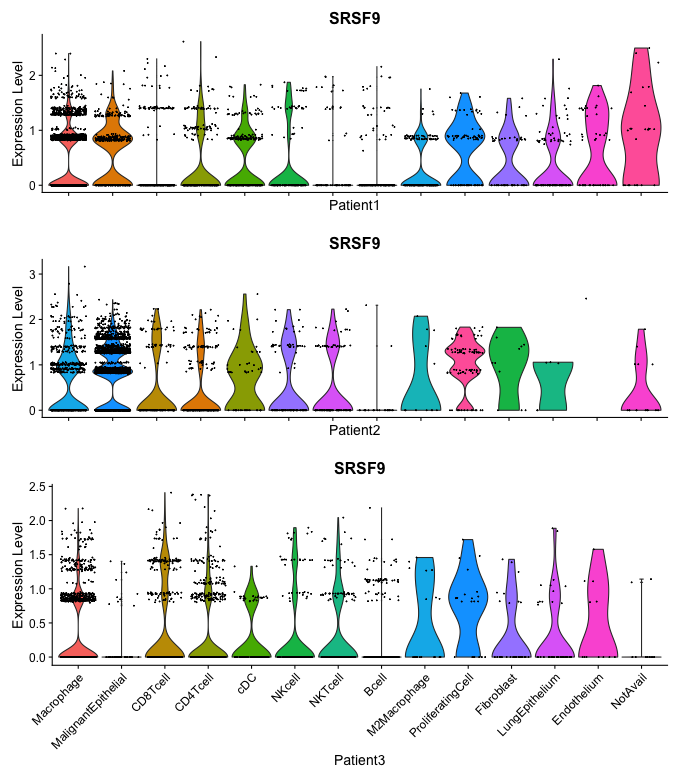 SRSF9
Expression Level
2
1
0
Patient1
SRSF9
Expression Level
3
2
1
0
Patient2
SRSF9
Expression Level
2.5
2.0
1.5
1.0
0.5
0.0
Macrophage
MalignantEpithelial
CD8Tcell
CD4Tcell
cDC
NKcell
NKTcell
Bcell
M2Macrophage
ProliferatingCell
Fibroblast
LungEpithelium
Endothelium
NotAvail
Patient3